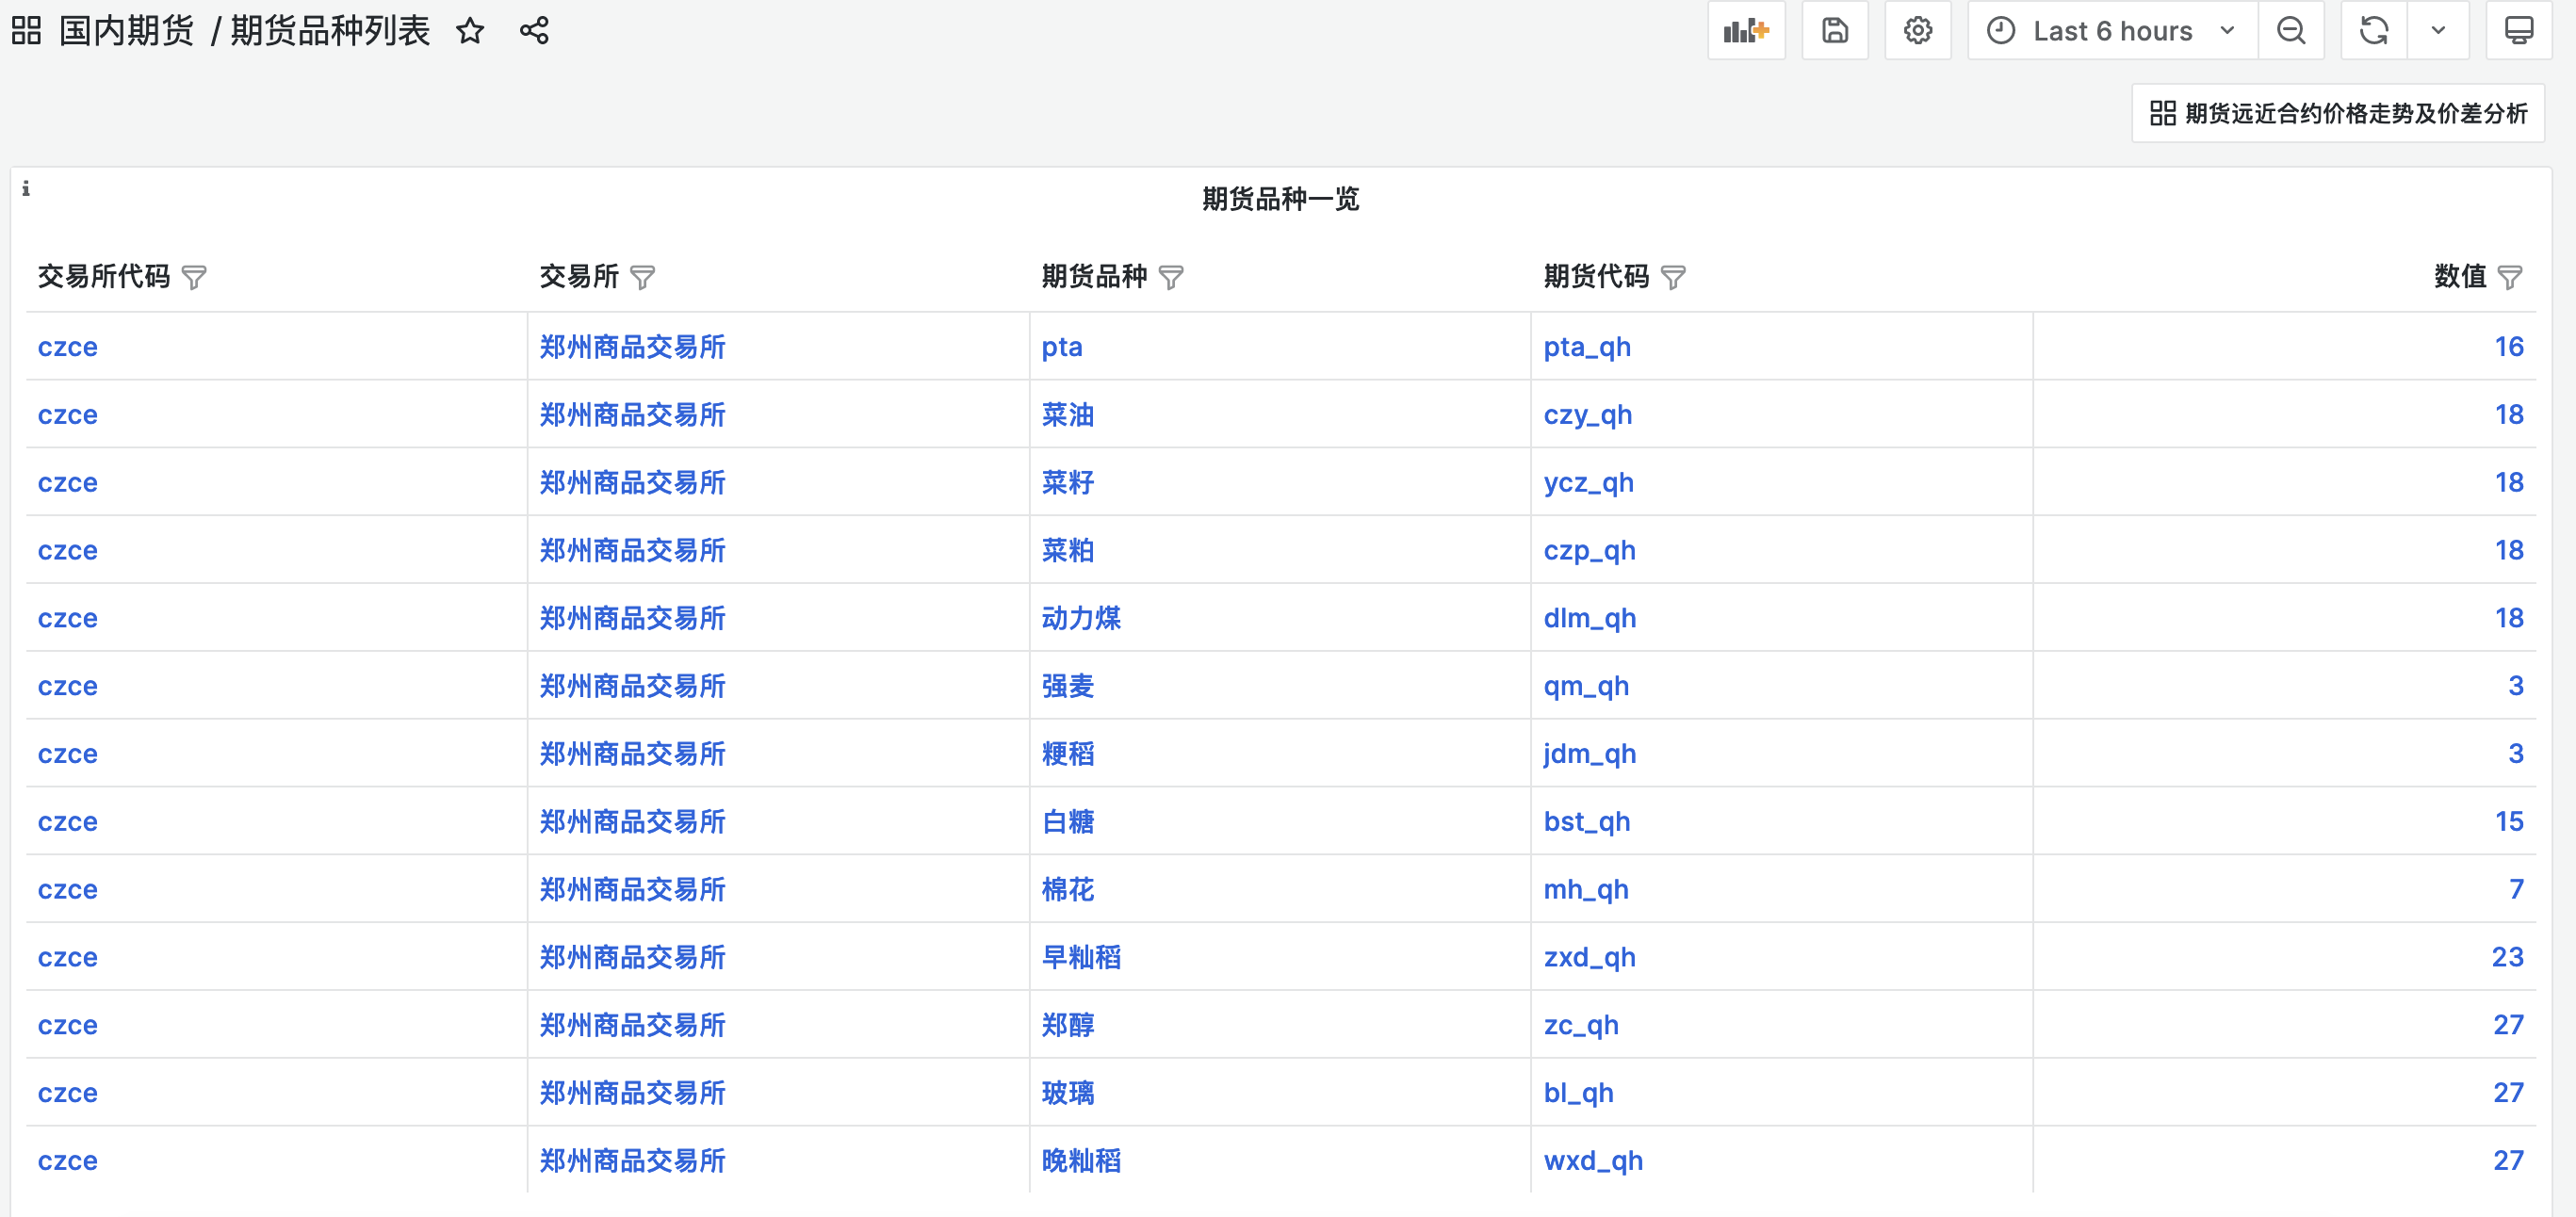 国内期货 / 期货品种列表 Last 6 hours
期货远近合约价格走势及价差分析
期货品种一览
交易所代码 交易所 期货品种 期货代码 数值
czce 郑州商品交易所 pta pta_qh 16
czce 郑州商品交易所 菜油 czy_qh 18
czce 郑州商品交易所 菜籽 ycz_qh 18
czce 郑州商品交易所 菜粕 czp_qh 18
czce 郑州商品交易所 动力煤 dlm_qh 18
czce 郑州商品交易所 强麦 qm_qh 3
czce 郑州商品交易所 粳稻 jdm_qh 3
czce 郑州商品交易所 白糖 bst_qh 15
czce 郑州商品交易所 棉花 mh_qh 7
czce 郑州商品交易所 早籼稻 zxd_qh 23
czce 郑州商品交易所 郑醇 zc_qh 27
czce 郑州商品交易所 玻璃 bl_qh 27
czce 郑州商品交易所 晚籼稻 wxd_qh 27